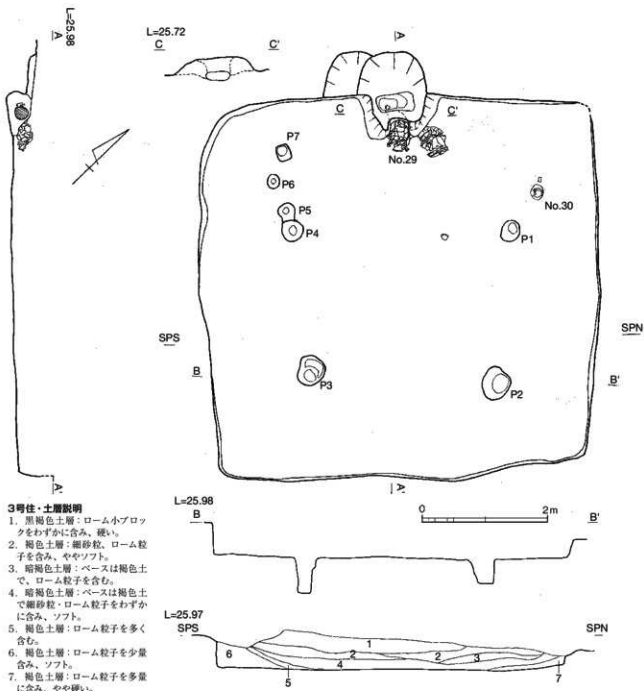 L=25.98
A
L=25.72
C C'
A
C C'
No.29
P7
P6
P5
P4
No.30
P1
SPS
SPN
B
B'
P3
P2
A'
A'
3号住・土層説明
1. 黒褐色土層：ローム小ブロッ
クをわずかに含み、硬い。
2. 褐色土層：細砂粒、ローム粒
子を含み、ややソフト。
3. 暗褐色土層：ベースは褐色土
で、ローム粒子を含む。
4. 暗褐色土層：ベースは褐色土
で細砂粒・ローム粒子をわずか
に含み、ソフト。
5. 褐色土層：ローム粒子を多く
含む。
6. 褐色土層：ローム粒子を少量
含み、ソフト。
7. 褐色土層：ローム粒子を多量
に含み、やや硬い。
0 2m
L=25.98
B B'
L=25.97
SPS SPN
1
2
2
3
4
5
6
7